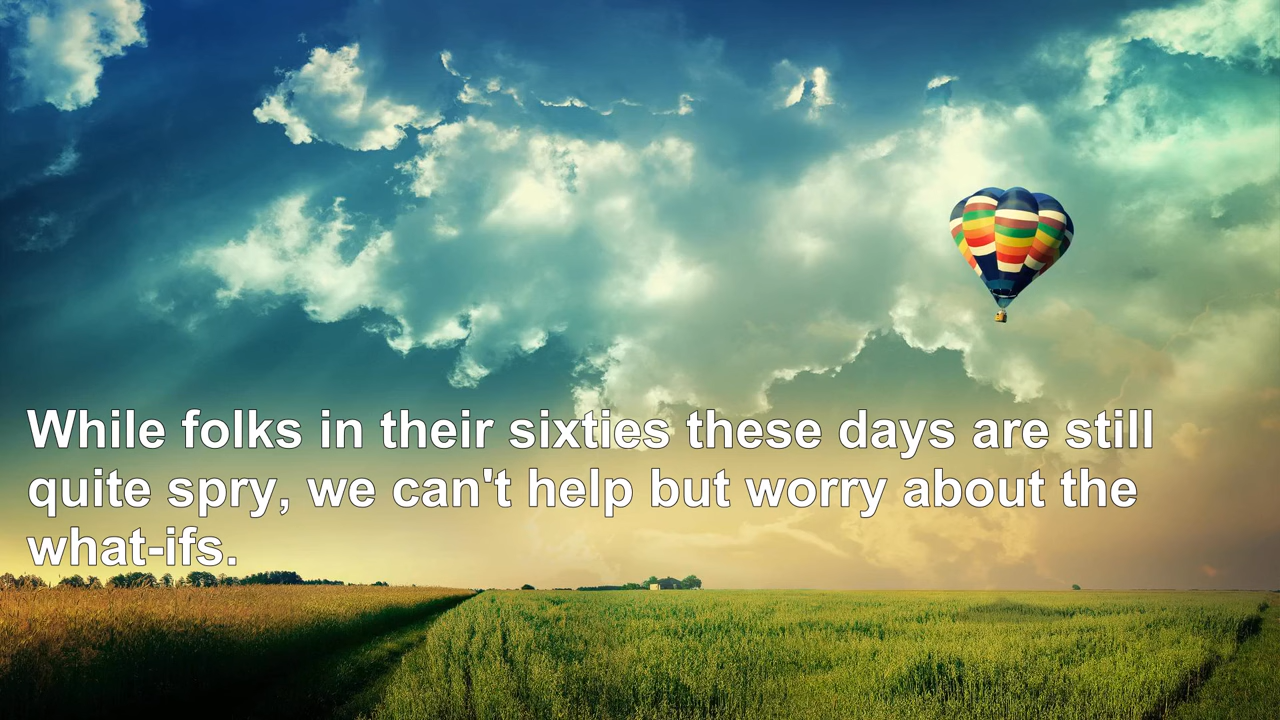 While folks in their sixties these days are still
quite spry, we can't help but worry about the
what-ifs.